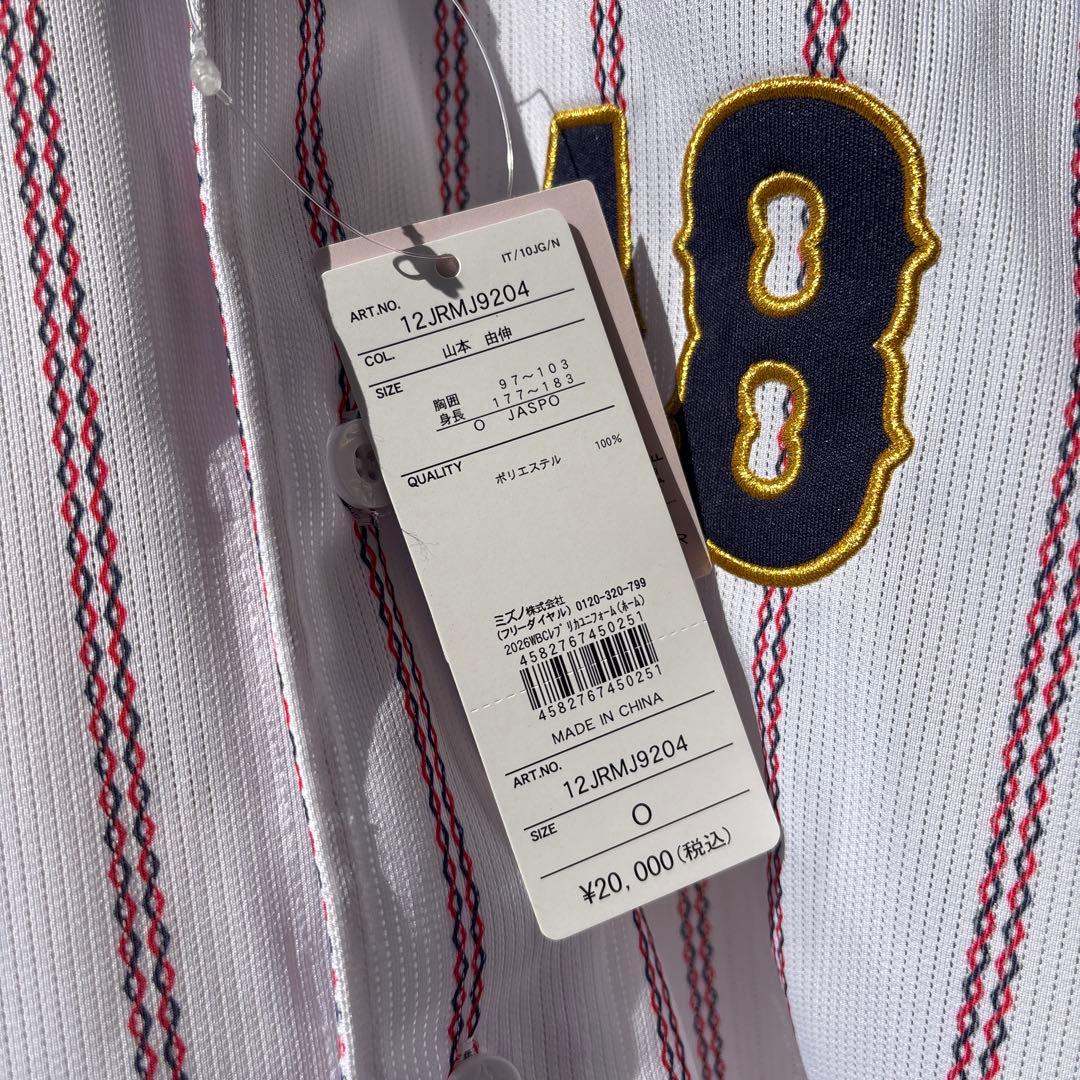 18
IT/10JG/N
ART.NO. 12JRMJ9204
COL. 山本 由伸
SIZE
胸囲 97~103
身長 177~183
O JASPO
QUALITY
ポリエステル 100%
ミズノ株式会社
(フリーダイヤル) 0120-320-799
2026WBCレプリカユニフォーム(ホーム)
4582767450251
4582767450251
MADE IN CHINA
ART.NO. 12JRMJ9204
SIZE O
¥20,000(税込)